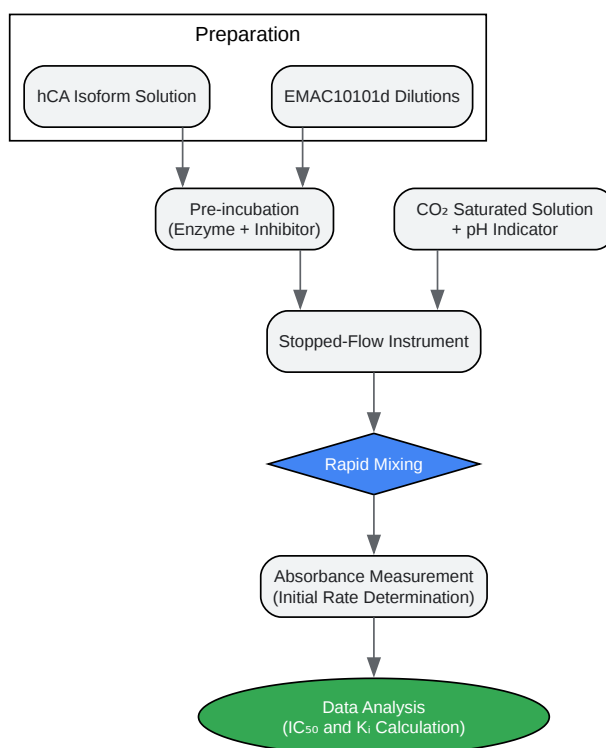 Preparation
hCA Isoform Solution
EMAC10101d Dilutions
Pre-incubation
(Enzyme + Inhibitor)
CO₂ Saturated Solution
+ pH Indicator
Stopped-Flow Instrument
Rapid Mixing
Absorbance Measurement
(Initial Rate Determination)
Data Analysis
(IC₅₀ and Kᵢ Calculation)